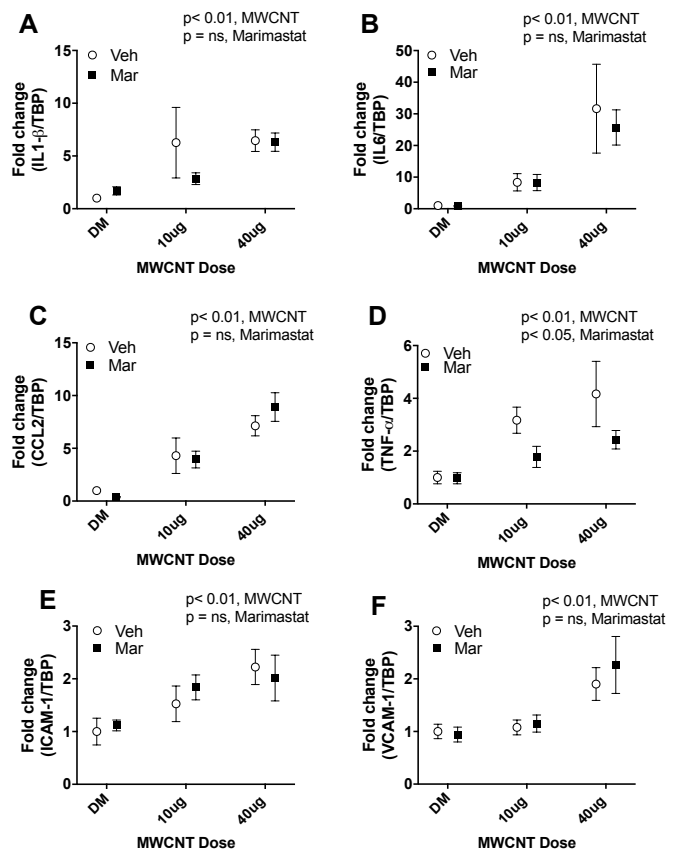 A
p< 0.01, MWCNT
p = ns, Marimastat
Veh
Mar
Fold change
(IL1-β/TBP)
15
10
5
0
DM
10ug
40ug
MWCNT Dose
B
p< 0.01, MWCNT
p = ns, Marimastat
Veh
Mar
Fold change
(IL6/TBP)
50
40
30
20
10
0
DM
10ug
40ug
MWCNT Dose
C
p< 0.01, MWCNT
p = ns, Marimastat
Veh
Mar
Fold change
(CCL2/TBP)
15
10
5
0
DM
10ug
40ug
MWCNT Dose
D
p< 0.01, MWCNT
p< 0.05, Marimastat
Veh
Mar
Fold change
(TNF-α/TBP)
6
4
2
0
DM
10ug
40ug
MWCNT Dose
E
p< 0.01, MWCNT
p = ns, Marimastat
Veh
Mar
Fold change
(ICAM-1/TBP)
3
2
1
0
DM
10ug
40ug
MWCNT Dose
F
p< 0.01, MWCNT
p = ns, Marimastat
Veh
Mar
Fold change
(VCAM-1/TBP)
3
2
1
0
DM
10ug
40ug
MWCNT Dose